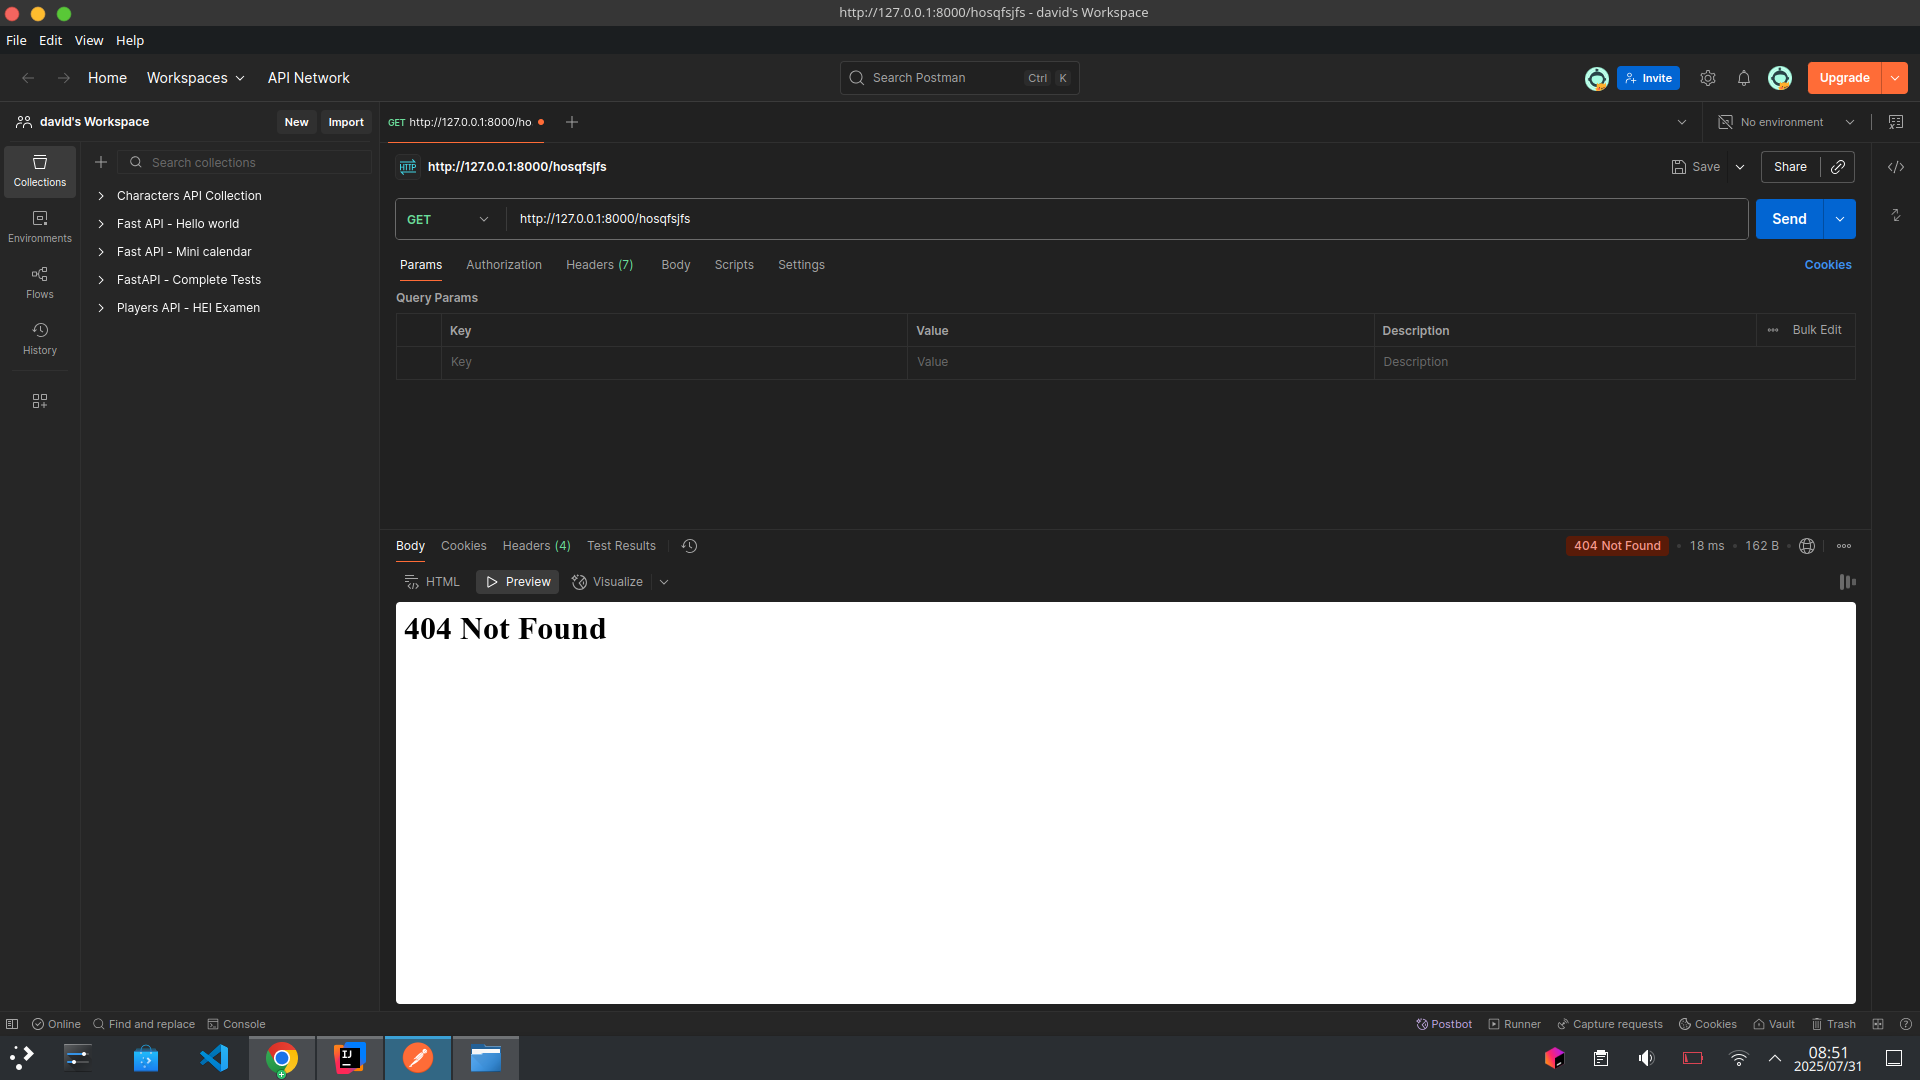 http://127.0.0.1:8000/hosqfsjfs - david's Workspace
File Edit View Help
Home Workspaces API Network
Search Postman Ctrl K
Invite
Upgrade
david's Workspace
New Import
GET http://127.0.0.1:8000/ho
No environment
Collections
Search collections
http://127.0.0.1:8000/hosqfsjfs
Save Share
Characters API Collection
Fast API - Hello world
Fast API - Mini calendar
FastAPI - Complete Tests
Players API - HEI Examen
Environments
Flows
History
HTTP
GET http://127.0.0.1:8000/hosqfsjfs
Send
Params Authorization Headers (7) Body Scripts Settings
Cookies
Query Params
Key Value Description Bulk Edit
Key Value Description
Body Cookies Headers (4) Test Results
404 Not Found 18 ms 162 B
HTML Preview Visualize
404 Not Found
Online Find and replace Console
Postbot Runner Capture requests Cookies Vault Trash
IJ
08:51
2025/07/31